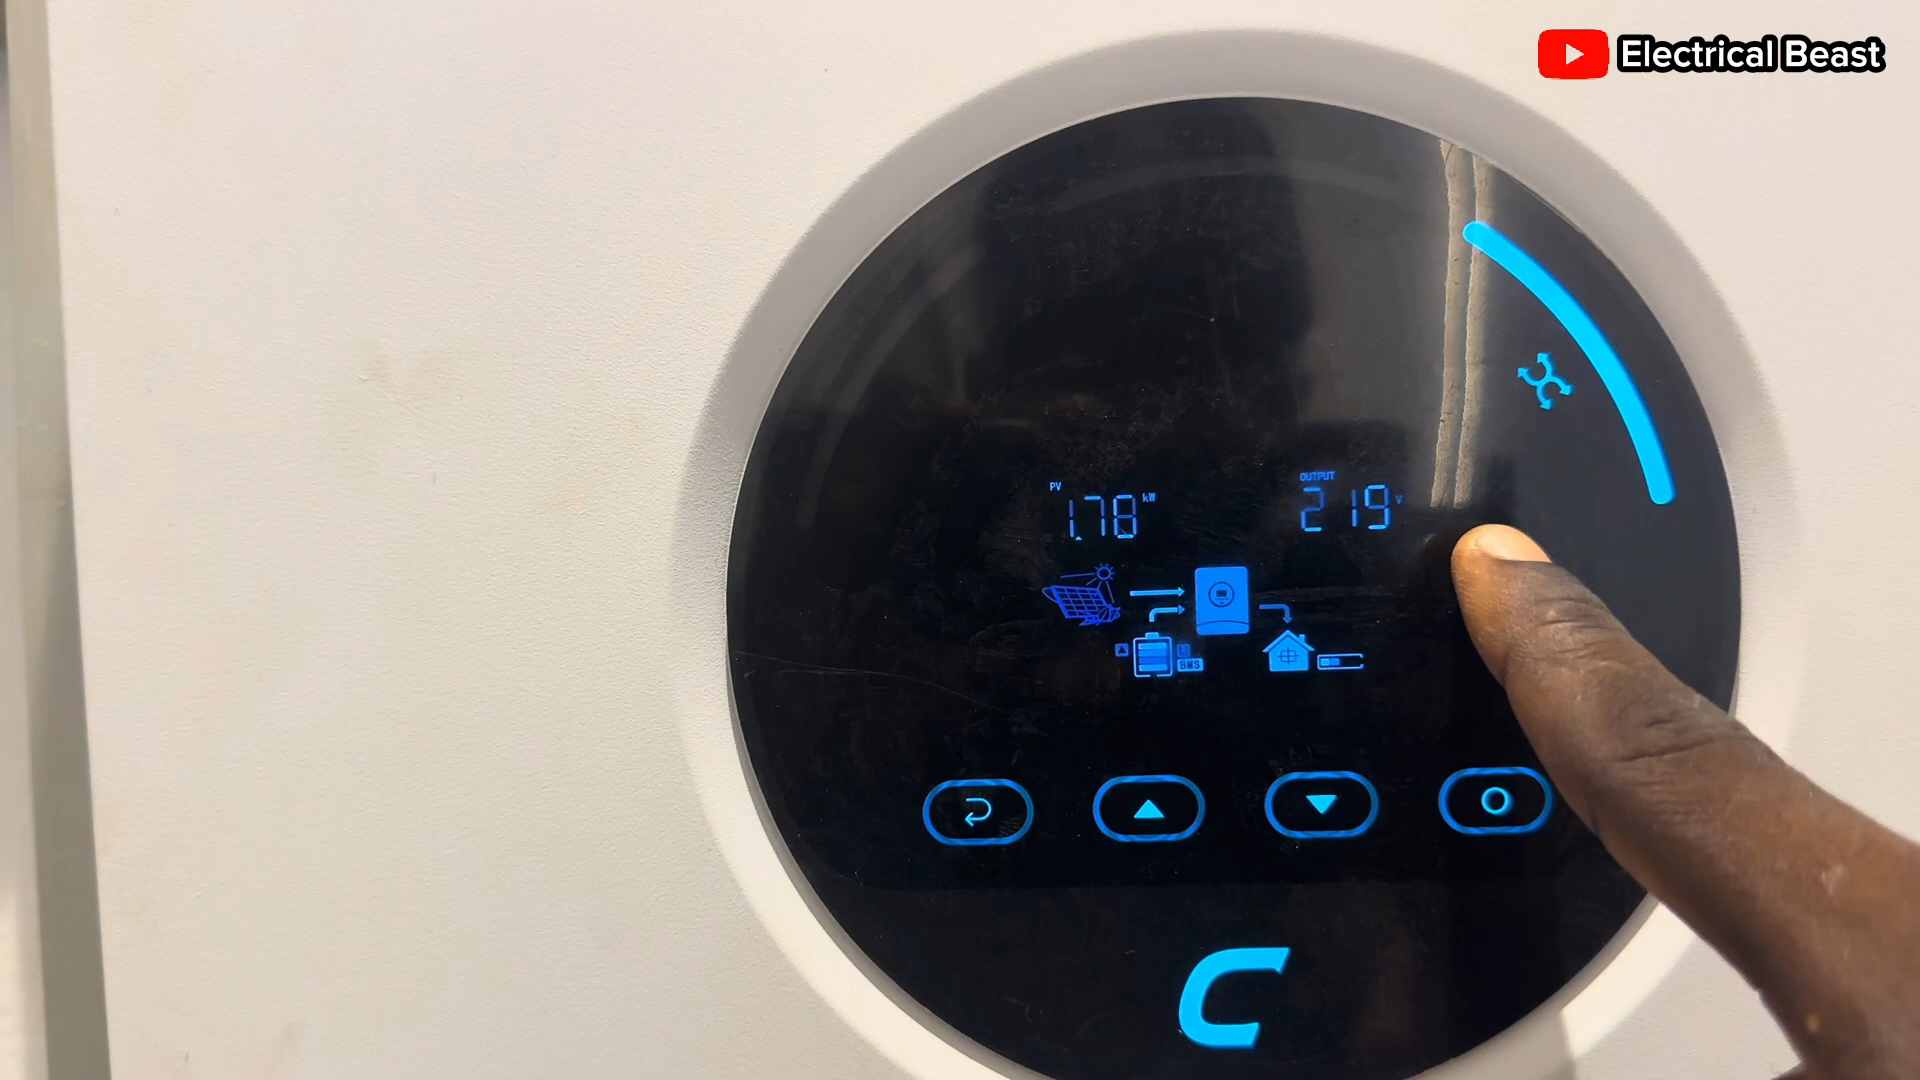 Electrical Beast
PV
1.78 kW
OUTPUT
219 V
BMS
C